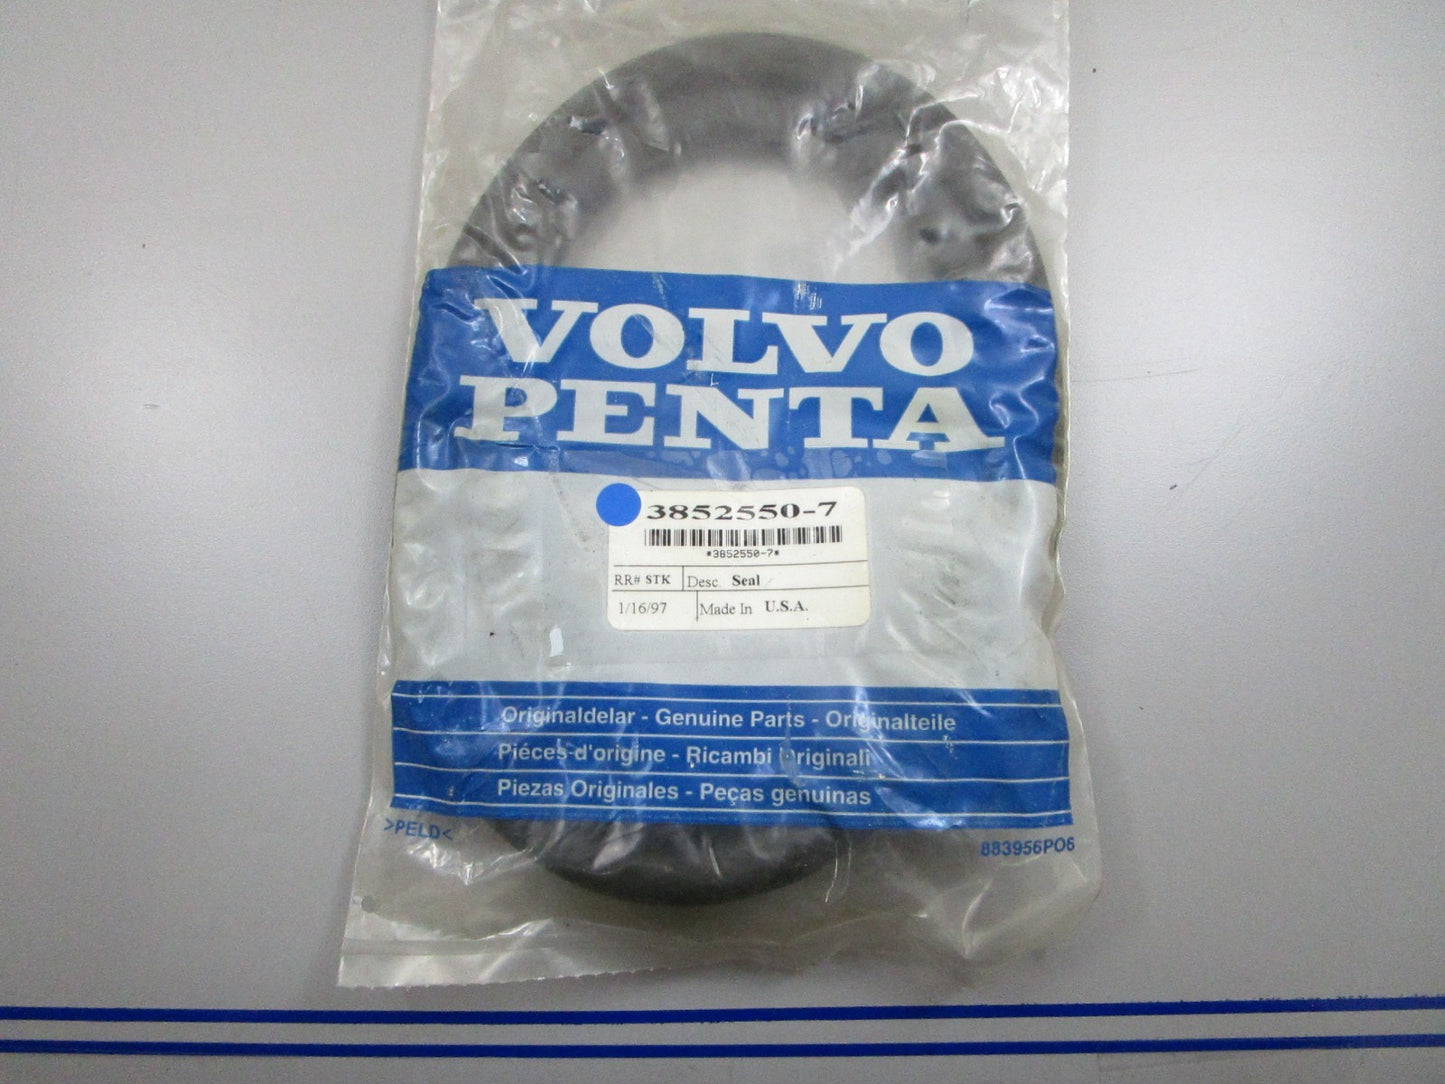 VOLVO
PENTA
3852550-7
*3852550-7*
RR# STK Desc. Seal
1/16/97 Made In U.S.A.
Originaldelar - Genuine Parts - Originalteile
Piéces d'origine - Ricambi Originali
Piezas Originales - Peças genuinas
>PELD<
883956PO6